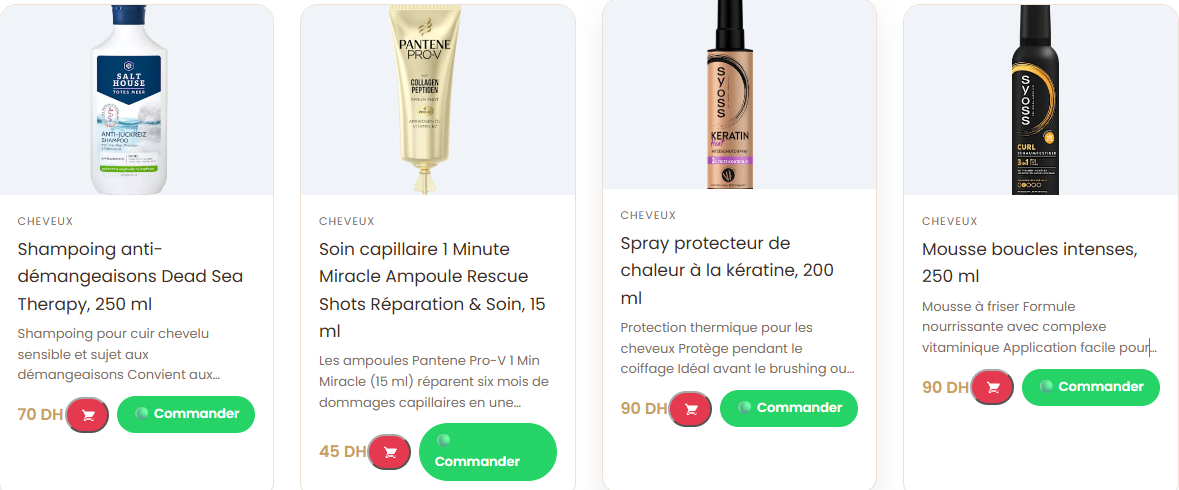 SALT
HOUSE
TOTES MEER
ANTI-JUCKREIZ
SHAMPOO
CHEVEUX
Shampoing anti-
démangeaisons Dead Sea
Therapy, 250 ml
Shampoing pour cuir chevelu
sensible et sujet aux
démangeaisons Convient aux...
70 DH
Commander
PANTENE
PRO-V
COLLAGEN
PEPTIDEN
CHEVEUX
Soin capillaire 1 Minute
Miracle Ampoule Rescue
Shots Réparation & Soin, 15
ml
Les ampoules Pantene Pro-V 1 Min
Miracle (15 ml) réparent six mois de
dommages capillaires en une...
45 DH
Commander
syoss
KERATIN
Heat
CHEVEUX
Spray protecteur de
chaleur à la kératine, 200
ml
Protection thermique pour les
cheveux Protège pendant le
coiffage Idéal avant le brushing ou...
90 DH
Commander
syoss
CURL
SCHAUMFESTIGER
3in1
CHEVEUX
Mousse boucles intenses,
250 ml
Mousse à friser Formule
nourrissante avec complexe
vitaminique Application facile pour...
90 DH
Commander